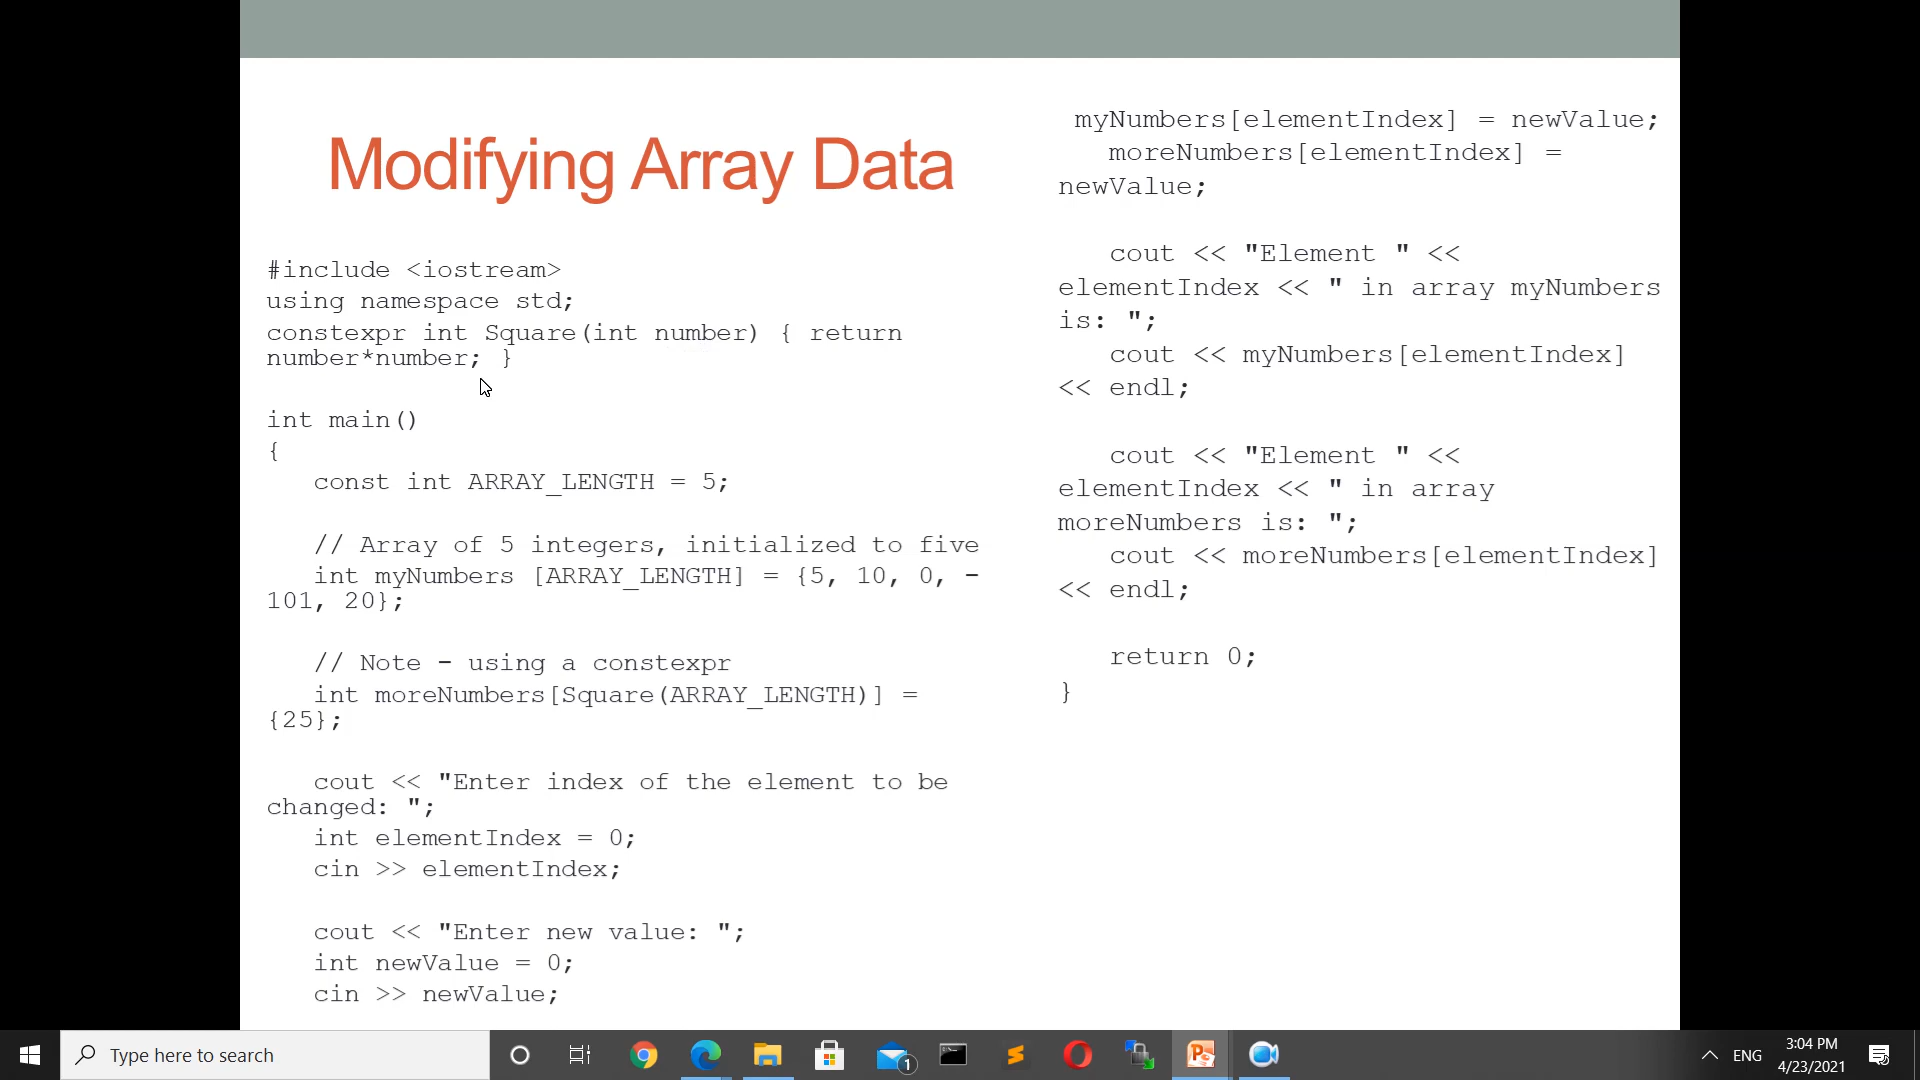 Modifying Array Data
#include <iostream>
using namespace std;
constexpr int Square(int number) { return
number*number; }
int main()
{
const int ARRAY_LENGTH = 5;
// Array of 5 integers, initialized to five
int myNumbers [ARRAY_LENGTH] = {5, 10, 0, -
101, 20};
// Note - using a constexpr
int moreNumbers[Square(ARRAY_LENGTH)] =
{25};
cout << "Enter index of the element to be
changed: ";
int elementIndex = 0;
cin >> elementIndex;
cout << "Enter new value: ";
int newValue = 0;
cin >> newValue;
myNumbers[elementIndex] = newValue;
moreNumbers[elementIndex] =
newValue;
cout << "Element " <<
elementIndex << " in array myNumbers
is: ";
cout << myNumbers[elementIndex]
<< endl;
cout << "Element " <<
elementIndex << " in array
moreNumbers is: ";
cout << moreNumbers[elementIndex]
<< endl;
return 0;
}
Type here to search
1
ENG
3:04 PM
4/23/2021